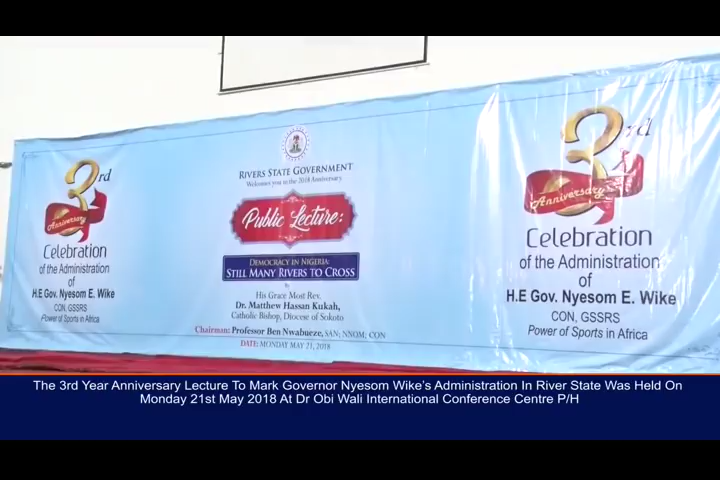 3rd
Anniversary
Celebration
of the Administration
of
H.E Gov. Nyesom E. Wike
CON, GSSRS
Power of Sports in Africa
RIVERS STATE GOVERNMENT
Welcomes you to the 2018 Anniversary
Public Lecture:
DEMOCRACY IN NIGERIA:
STILL MANY RIVERS TO CROSS
By
His Grace Most Rev.
Dr. Matthew Hassan Kukah,
Catholic Bishop, Diocese of Sokoto
Chairman: Professor Ben Nwabueze, SAN; NNOM; CON
DATE: MONDAY MAY 21, 2018
3rd
Anniversary
Celebration
of the Administration
of
H.E Gov. Nyesom E. Wike
CON, GSSRS
Power of Sports in Africa
The 3rd Year Anniversary Lecture To Mark Governor Nyesom Wike's Administration In River State Was Held On
Monday 21st May 2018 At Dr Obi Wali International Conference Centre P/H